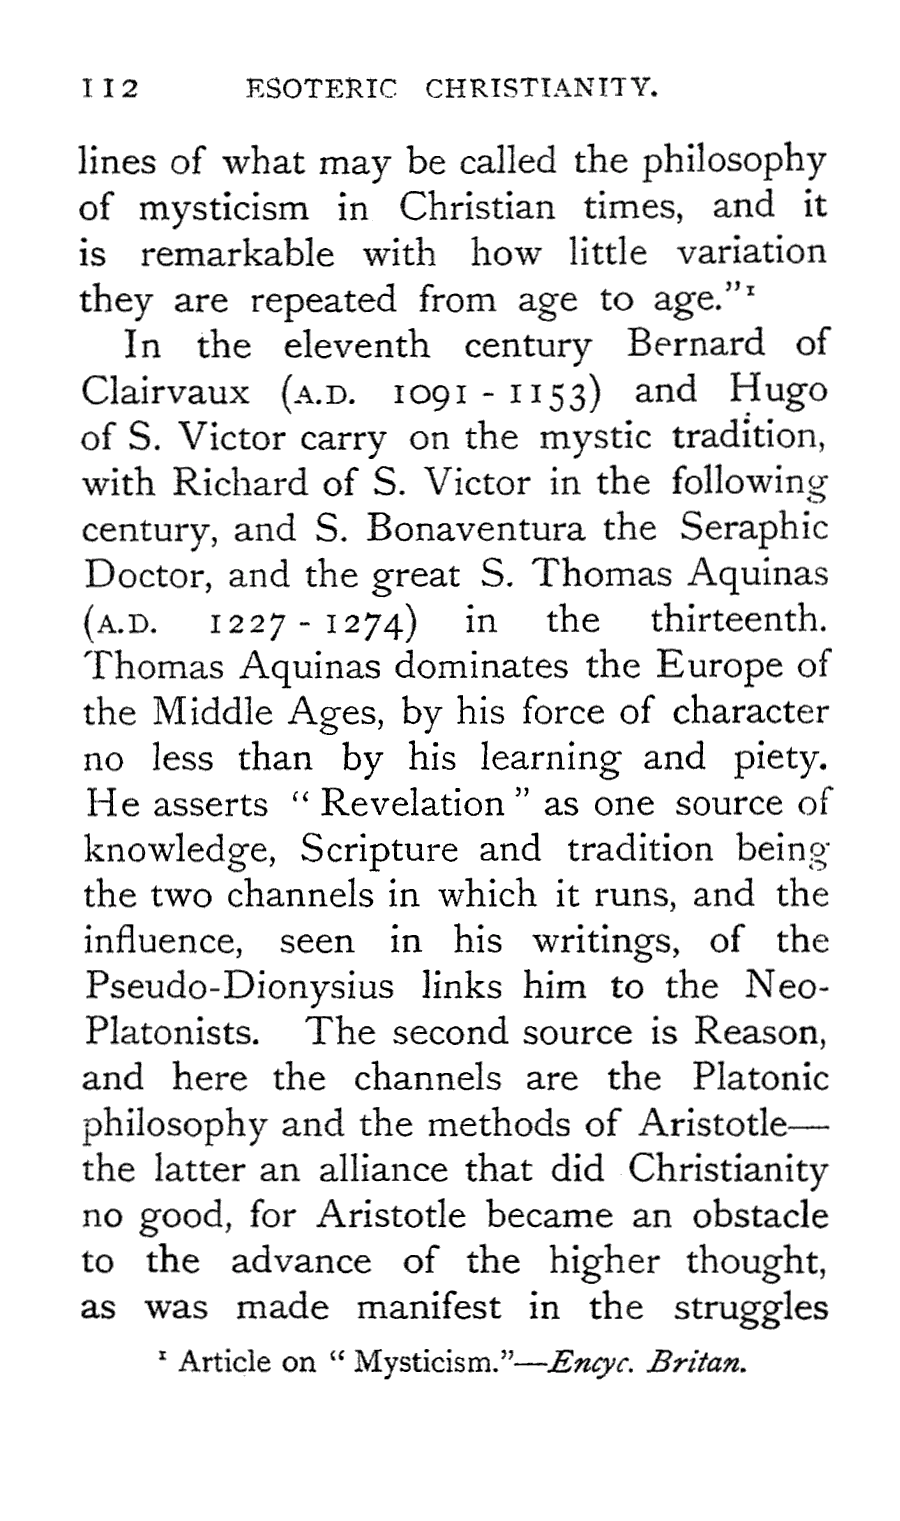 112 ESOTERIC CHRISTIANITY.
lines of what may be called the philosophy
of mysticism in Christian times, and it
is remarkable with how little variation
they are repeated from age to age."¹
In the eleventh century Bernard of
Clairvaux (A.D. 1091 - 1153) and Hugo
of S. Victor carry on the mystic tradition,
with Richard of S. Victor in the following
century, and S. Bonaventura the Seraphic
Doctor, and the great S. Thomas Aquinas
(A.D. 1227 - 1274) in the thirteenth.
Thomas Aquinas dominates the Europe of
the Middle Ages, by his force of character
no less than by his learning and piety.
He asserts "Revelation" as one source of
knowledge, Scripture and tradition being
the two channels in which it runs, and the
influence, seen in his writings, of the
Pseudo-Dionysius links him to the Neo-
Platonists. The second source is Reason,
and here the channels are the Platonic
philosophy and the methods of Aristotle—
the latter an alliance that did Christianity
no good, for Aristotle became an obstacle
to the advance of the higher thought,
as was made manifest in the struggles
¹ Article on "Mysticism."—Encyc. Britan.